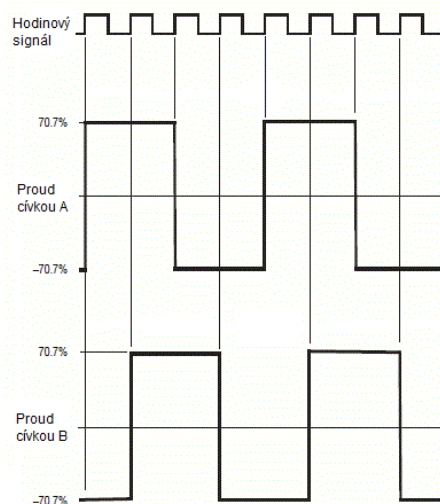 Hodinový
signál
70.7%
Proud
cívkou A
–70.7%
70.7%
Proud
cívkou B
–70.7%